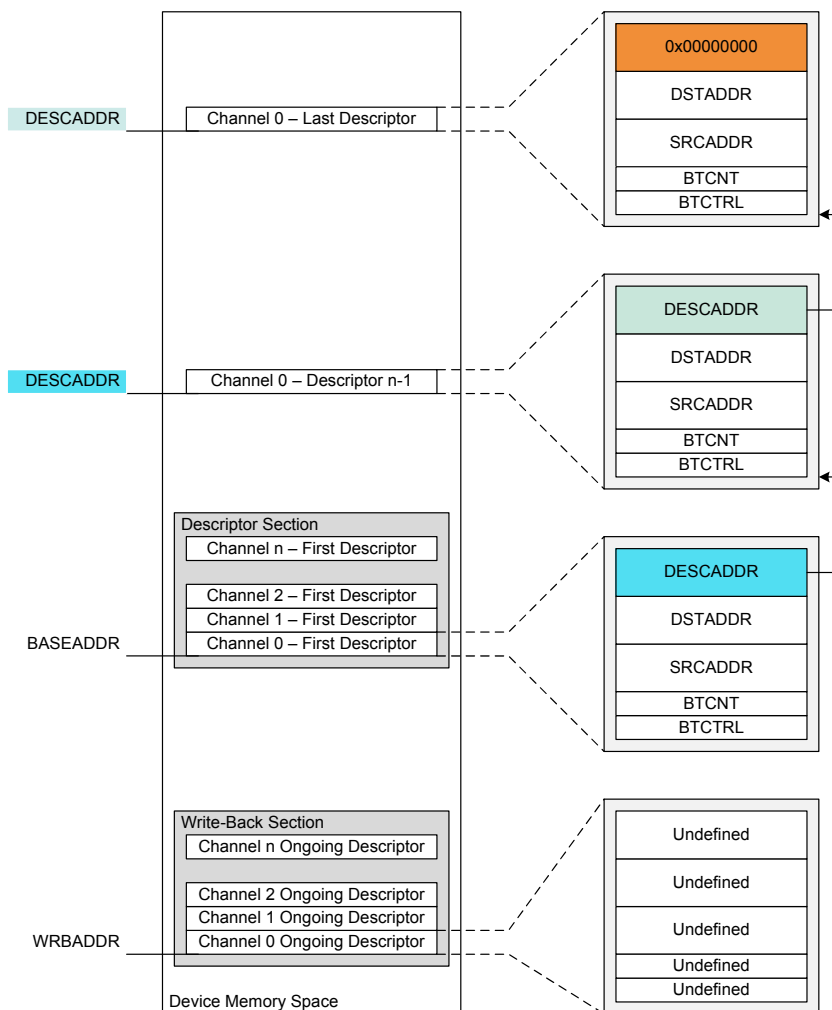 0x00000000
DSTADDR
DESCADDR
Channel 0 – Last Descriptor
SRCADDR
BTCNT
BTCTRL
DESCADDR
DSTADDR
DESCADDR
Channel 0 – Descriptor n-1
SRCADDR
BTCNT
BTCTRL
Descriptor Section
Channel n – First Descriptor
DESCADDR
Channel 2 – First Descriptor
Channel 1 – First Descriptor
DSTADDR
BASEADDR
Channel 0 – First Descriptor
SRCADDR
BTCNT
BTCTRL
Write-Back Section
Channel n Ongoing Descriptor
Undefined
Channel 2 Ongoing Descriptor
Undefined
Channel 1 Ongoing Descriptor
WRBADDR
Channel 0 Ongoing Descriptor
Undefined
Undefined
Undefined
Device Memory Space